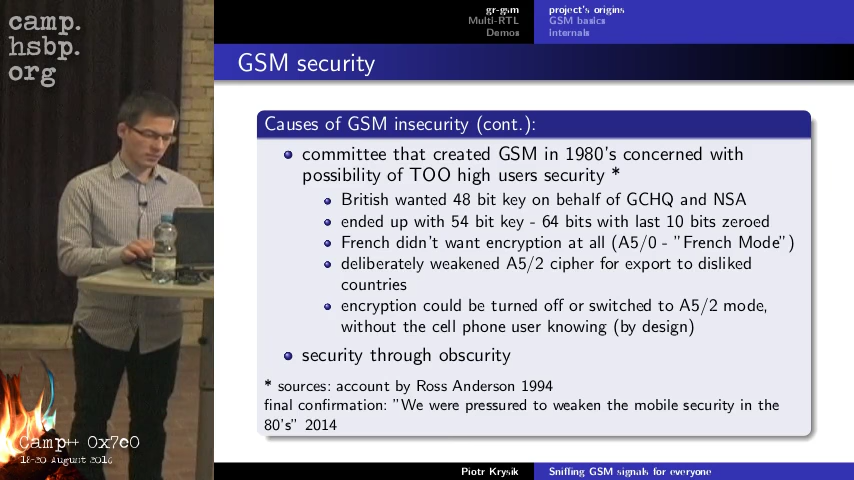 camp.
hsbp.
org
gr-gsm
Multi-RTL
Demos
project's origins
GSM basics
Internals
GSM security
Causes of GSM insecurity (cont.):
committee that created GSM in 1980's concerned with
possibility of TOO high users security *
British wanted 48 bit key on behalf of GCHQ and NSA
ended up with 54 bit key - 64 bits with last 10 bits zeroed
French didn't want encryption at all (A5/0 - "French Mode")
deliberately weakened A5/2 cipher for export to disliked
countries
encryption could be turned off or switched to A5/2 mode,
without the cell phone user knowing (by design)
security through obscurity
* sources: account by Ross Anderson 1994
final confirmation: "We were pressured to weaken the mobile security in the
80's" 2014
Camp++ 0x7e0
18-20 August 2016
Piotr Krysik
Sniffing GSM signals for everyone